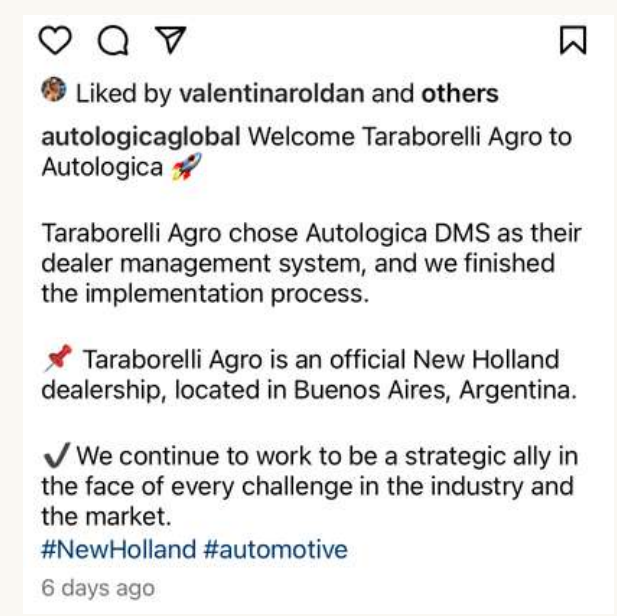 Liked by valentinaroldan and others
autologicaglobal Welcome Taraborelli Agro to
Autologica 🚀
Taraborelli Agro chose Autologica DMS as their
dealer management system, and we finished
the implementation process.
📌 Taraborelli Agro is an official New Holland
dealership, located in Buenos Aires, Argentina.
✔️We continue to work to be a strategic ally in
the face of every challenge in the industry and
the market.
#NewHolland #automotive
6 days ago